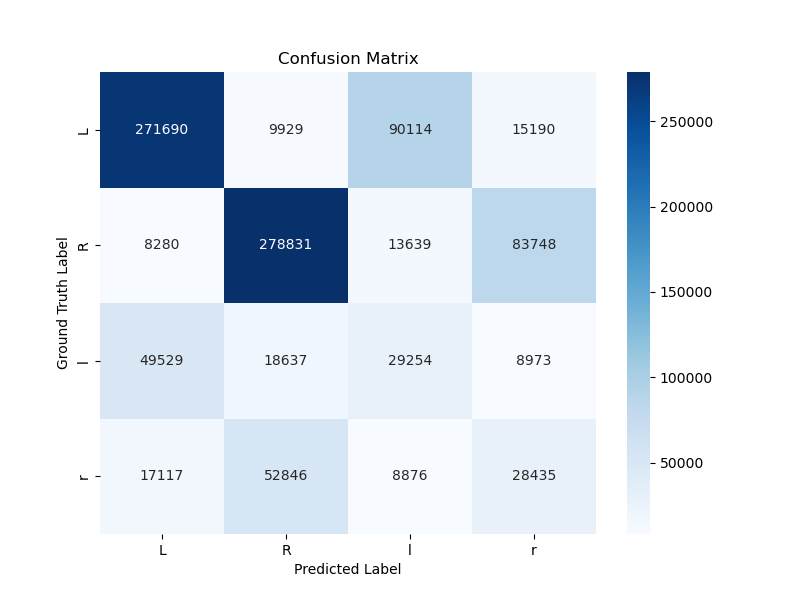 Confusion Matrix
L 271690 9929 90114 15190
R 8280 278831 13639 83748
l 49529 18637 29254 8973
r 17117 52846 8876 28435
L R l r
Predicted Label
Ground Truth Label
250000
200000
150000
100000
50000